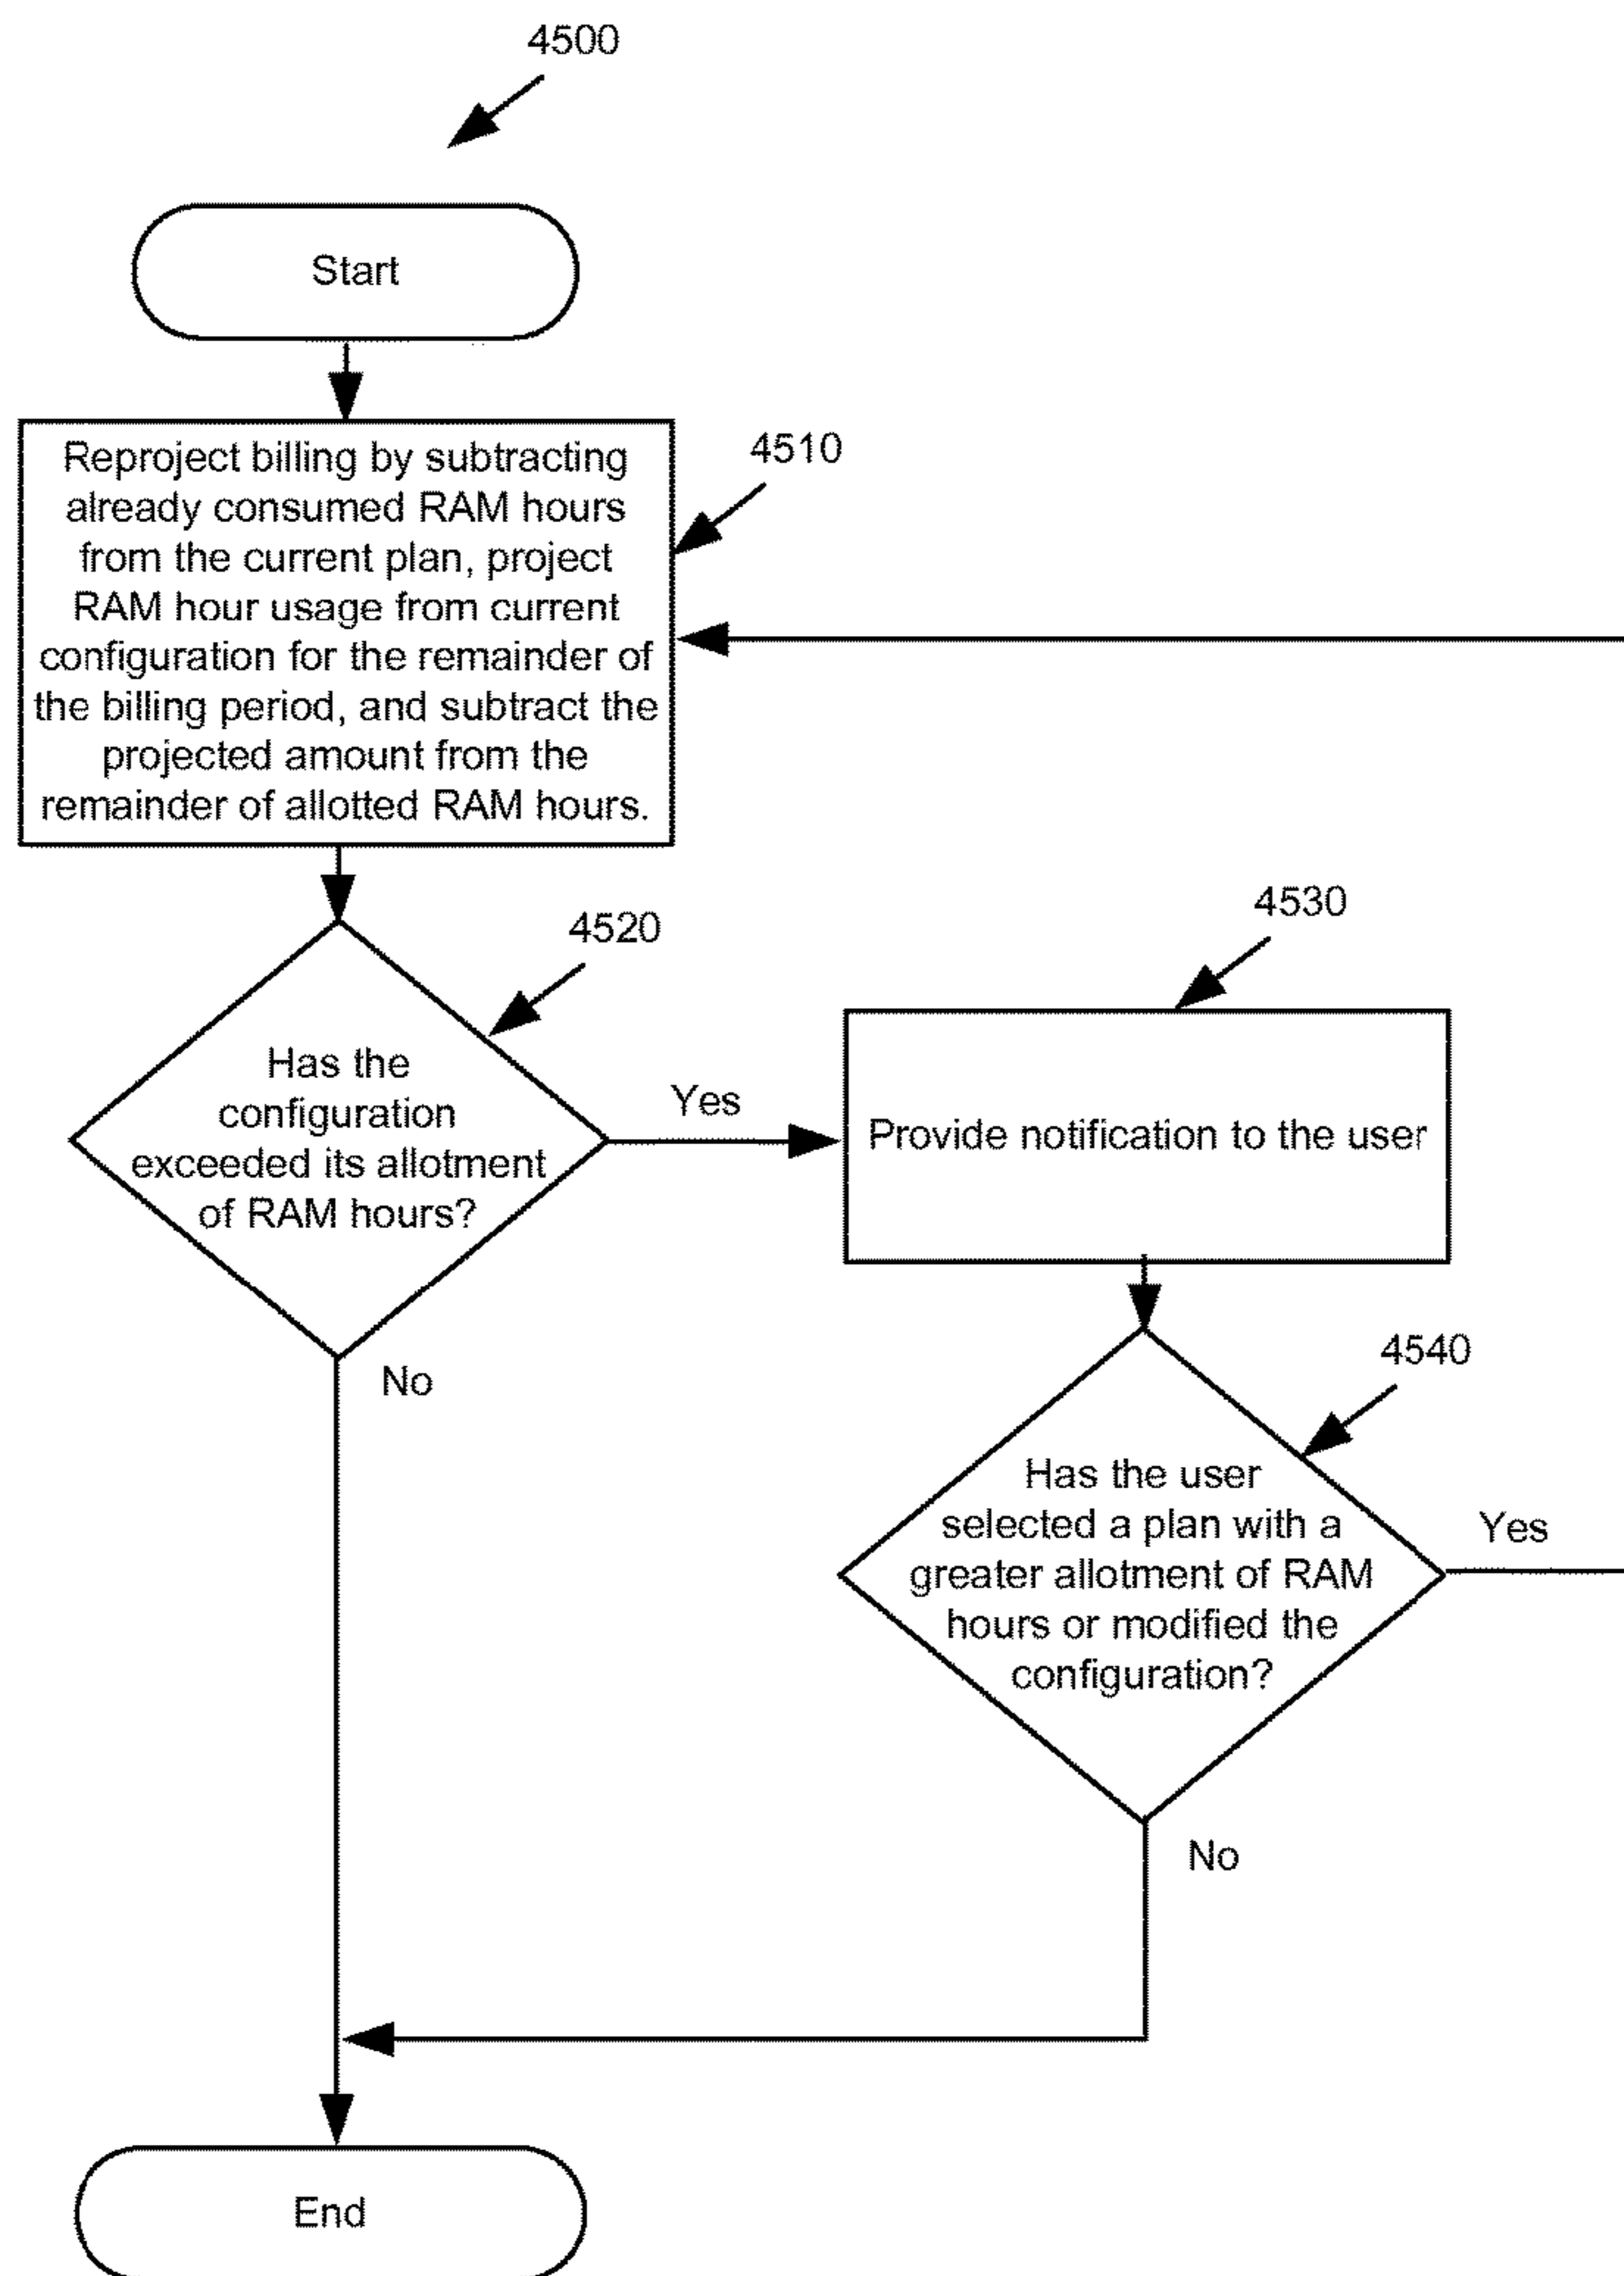 4500
Start
Reproject billing by subtracting
already consumed RAM hours
from the current plan, project
RAM hour usage from current
configuration for the remainder of
the billing period, and subtract the
projected amount from the
remainder of allotted RAM hours.
4510
4520
Has the
configuration
exceeded its allotment
of RAM hours?
Yes
No
4530
Provide notification to the user
4540
Has the user
selected a plan with a
greater allotment of RAM
hours or modified the
configuration?
Yes
No
End